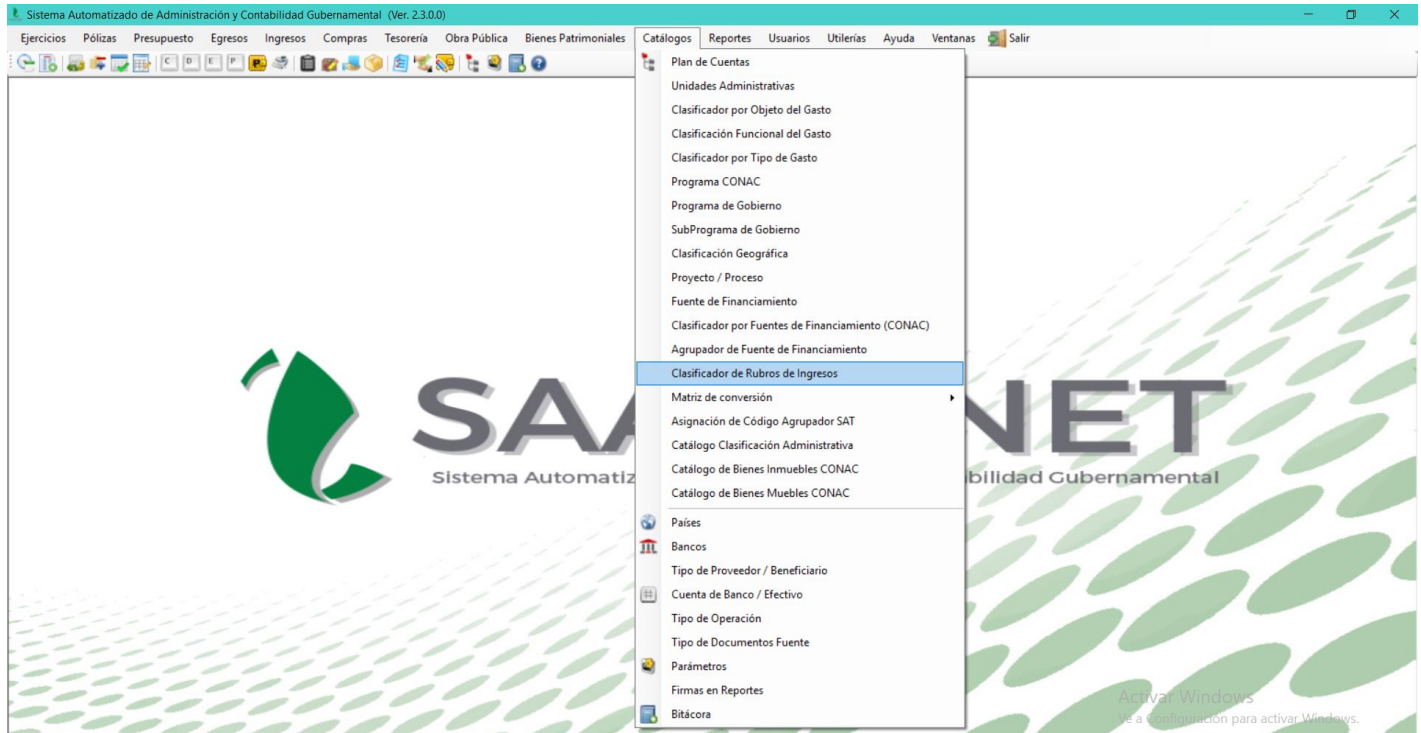 Sistema Automatizado de Administración y Contabilidad Gubernamental (Ver. 2.3.0.0)
Ejercicios Pólizas Presupuesto Egresos Ingresos Compras Tesorería Obra Pública Bienes Patrimoniales Catálogos Reportes Usuarios Utilerías Ayuda Ventanas Salir
C D E P P
Plan de Cuentas
Unidades Administrativas
Clasificador por Objeto del Gasto
Clasificación Funcional del Gasto
Clasificador por Tipo de Gasto
Programa CONAC
Programa de Gobierno
SubPrograma de Gobierno
Clasificación Geográfica
Proyecto / Proceso
Fuente de Financiamiento
Clasificador por Fuentes de Financiamiento (CONAC)
Agrupador de Fuente de Financiamiento
Clasificador de Rubros de Ingresos
Matriz de conversión
Asignación de Código Agrupador SAT
Catálogo Clasificación Administrativa
Catálogo de Bienes Inmuebles CONAC
Catálogo de Bienes Muebles CONAC
Países
Bancos
Tipo de Proveedor / Beneficiario
Cuenta de Banco / Efectivo
Tipo de Operación
Tipo de Documentos Fuente
Parámetros
Firmas en Reportes
Bitácora
SA NET
Sistema Automatiz bilidad Gubernamental
Activar Windows
Ve a Configuración para activar Windows.